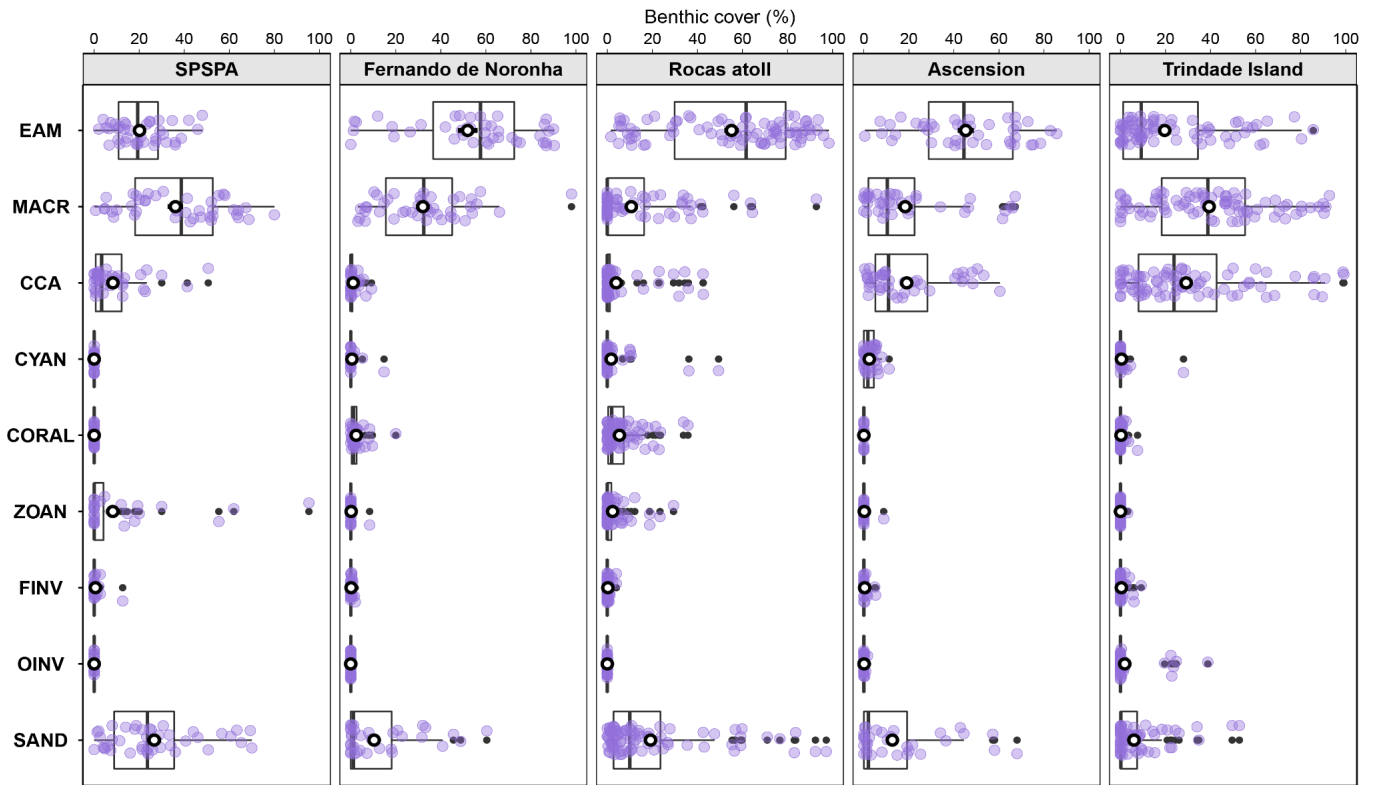 Benthic cover (%)
0 20 40 60 80 100 0 20 40 60 80 100 0 20 40 60 80 100 0 20 40 60 80 100 0 20 40 60 80 100
SPSPA Fernando de Noronha Rocas atoll Ascension Trindade Island
EAM
MACR
CCA
CYAN
CORAL
ZOAN
FINV
OINV
SAND